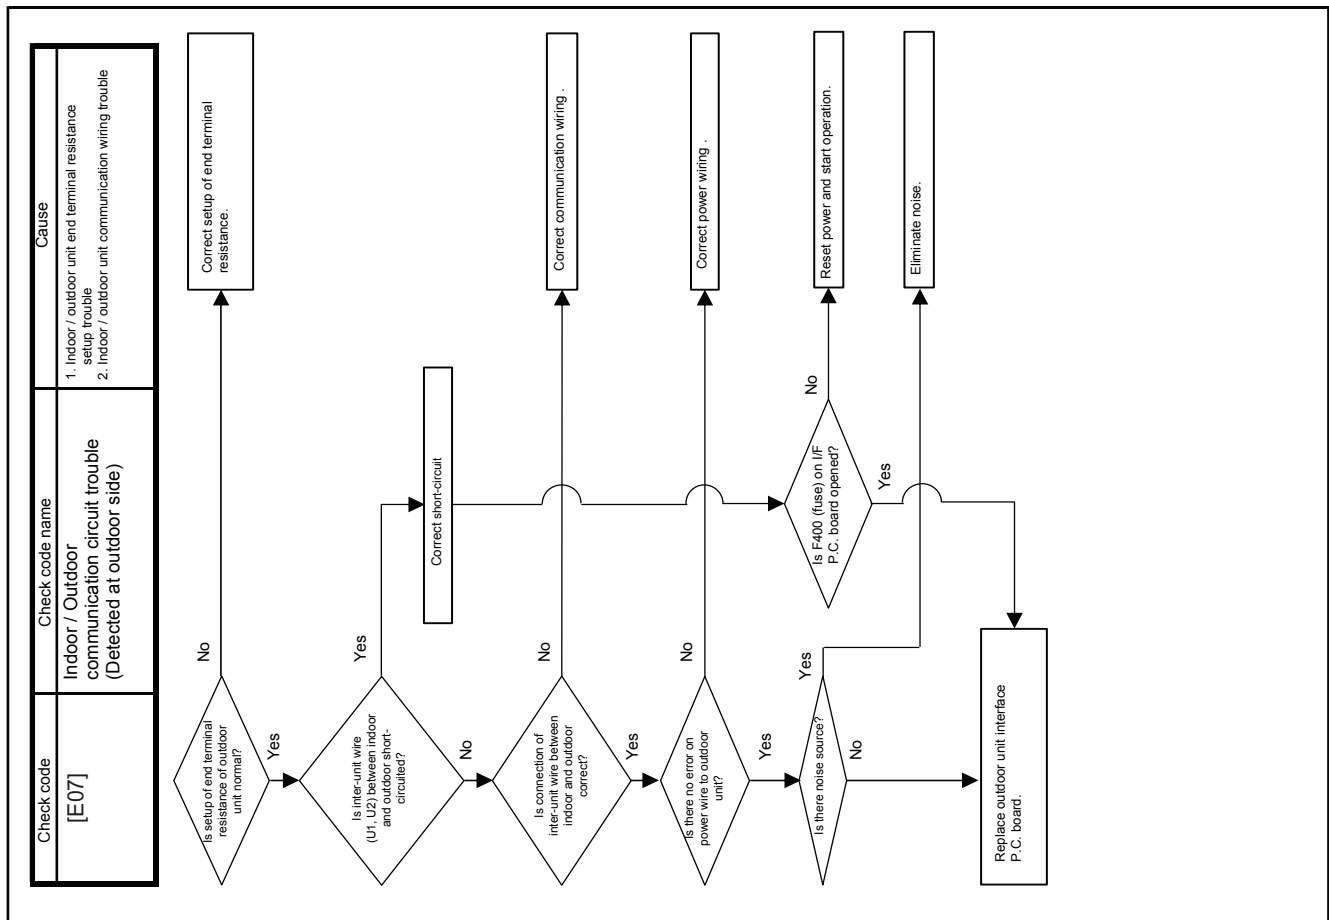 Check code
Check code name
Cause
[E07]
Indoor / Outdoor
communication circuit trouble
(Detected at outdoor side)
1. Indoor / outdoor unit end terminal resistance
setup trouble
2. Indoor / outdoor unit communication wiring trouble
Is setup of end terminal
resistance of outdoor
unit normal?
No
Correct setup of end terminal
resistance.
Yes
Is inter-unit wire
(U1, U2) between indoor
and outdoor short-
circuited?
Yes
Correct short-circuit
No
Is connection of
inter-unit wire between
indoor and outdoor
correct?
No
Correct communication wiring .
Yes
Is there no error on
power wire to outdoor
unit?
No
Correct power wiring .
Yes
Is F400 (fuse) on I/F
P.C. board opened?
No
Reset power and start operation.
Yes
Is there noise source?
Yes
Eliminate noise.
No
Replace outdoor unit interface
P.C. board.